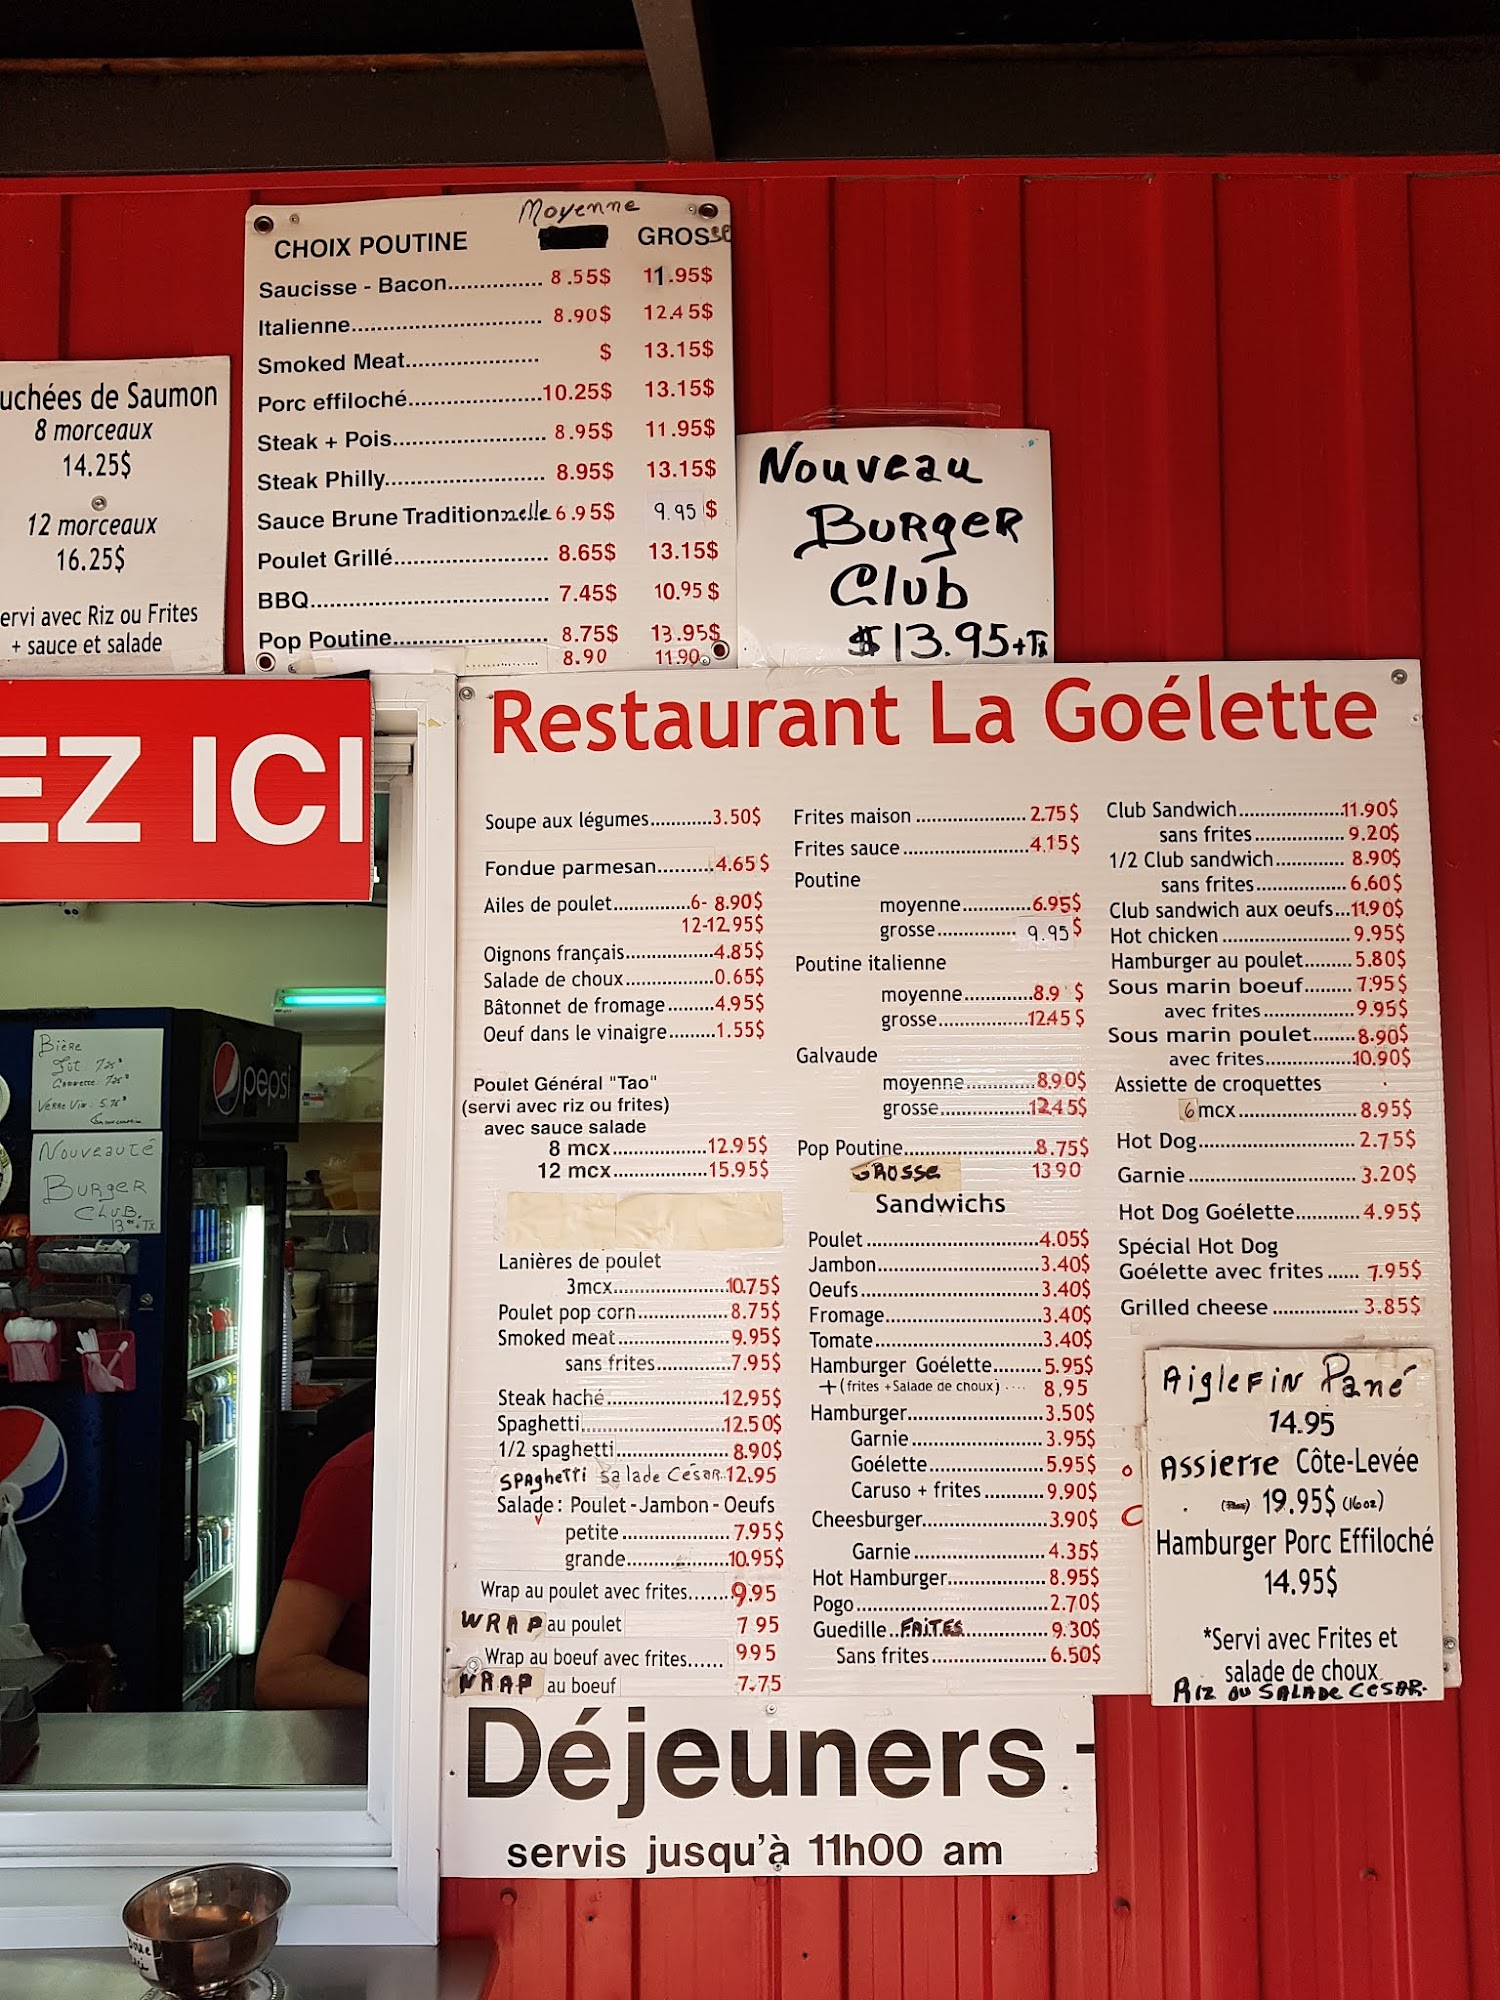 Moyenne
CHOIX POUTINE GROSSE
Saucisse - Bacon............... 8.55$ 11.95$
Italienne.............................. 8.90$ 12.45$
Smoked Meat..................... $ 13.15$
Porc effiloché.....................10.25$ 13.15$
Steak + Pois........................ 8.95$ 11.95$
Steak Philly......................... 8.95$ 13.15$
Sauce Brune Traditionnelle 6.95$ 9.95 $
Poulet Grillé........................ 8.65$ 13.15$
BBQ..................................... 7.45$ 10.95 $
Pop Poutine........................ 8.75$ 13.95$
............ 8.90 11.90
uchées de Saumon
8 morceaux
14.25$
12 morceaux
16.25$
ervi avec Riz ou Frites
+ sauce et salade
Nouveau
Burger
Club
$13.95+Tx
EZ ICI
Bière
Fût 7.25$
Cannette 7.25$
Verre Vin 5.75$
Nouveauté
Burger
Club.
13.95+Tx
pepsi
Restaurant La Goélette
Soupe aux légumes............3.50$
Fondue parmesan...........4.65$
Ailes de poulet...............6- 8.90$
12-12.95$
Oignons français.................4.85$
Salade de choux.................0.65$
Bâtonnet de fromage.........4.95$
Oeuf dans le vinaigre.........1.55$
Poulet Général "Tao"
(servi avec riz ou frites)
avec sauce salade
8 mcx..................12.95$
12 mcx..................15.95$
Lanières de poulet
3mcx......................10.75$
Poulet pop corn..................8.75$
Smoked meat......................9.95$
sans frites..............7.95$
Steak haché......................12.95$
Spaghetti............................12.50$
1/2 spaghetti...................... 8.90$
Spaghetti salade César 12.95
Salade : Poulet - Jambon - Oeufs
petite .....................7.95$
grande....................10.95$
Wrap au poulet avec frites.......9.95
WRAP au poulet 7 95
Wrap au boeuf avec frites...... 995
WRAP au boeuf 7.75
Frites maison ..................... 2.75$
Frites sauce ........................4.15$
Poutine
moyenne.............6.95$
grosse............... 9.95 $
Poutine italienne
moyenne.............8.9 $
grosse.................12.45 $
Galvaude
moyenne.............8.90$
grosse.................12.45$
Pop Poutine.........................8.75$
GROSSE 13 90
Sandwichs
Poulet ..................................4.05$
Jambon.................................3.40$
Oeufs....................................3.40$
Fromage...............................3.40$
Tomate.................................3.40$
Hamburger Goélette.........5.95$
+ (frites +Salade de choux) .... 8,95
Hamburger...........................3.50$
Garnie..........................3.95$
Goélette......................5.95$
Caruso + frites ...........9.90$
Cheesburger........................3.90$
Garnie .........................4.35$
Hot Hamburger...................8.95$
Pogo.....................................2.70$
Guedille..FRITES 9.30$
Sans frites......................6.50$
Club Sandwich....................11.90$
sans frites.................9.20$
1/2 Club sandwich............. 8.90$
sans frites..................6.60$
Club sandwich aux oeufs...11.90$
Hot chicken .........................9.95$
Hamburger au poulet.........5.80$
Sous marin boeuf......... 7.95$
avec frites.................9.95$
Sous marin poulet........8.90$
avec frites................10.90$
Assiette de croquettes
6 mcx.......................8.95$
Hot Dog................................2.75$
Garnie ..................................3.20$
Hot Dog Goélette............4.95$
Spécial Hot Dog
Goélette avec frites ...... 7.95$
Grilled cheese ................ 3.85$
Aiglefin Pané
14.95
Assiette Côte-Levée
19.95$ (16oz)
Hamburger Porc Effiloché
14.95$
*Servi avec Frites et
salade de choux
Riz ou SALADE CESAR.
Déjeuners -
servis jusqu'à 11h00 am